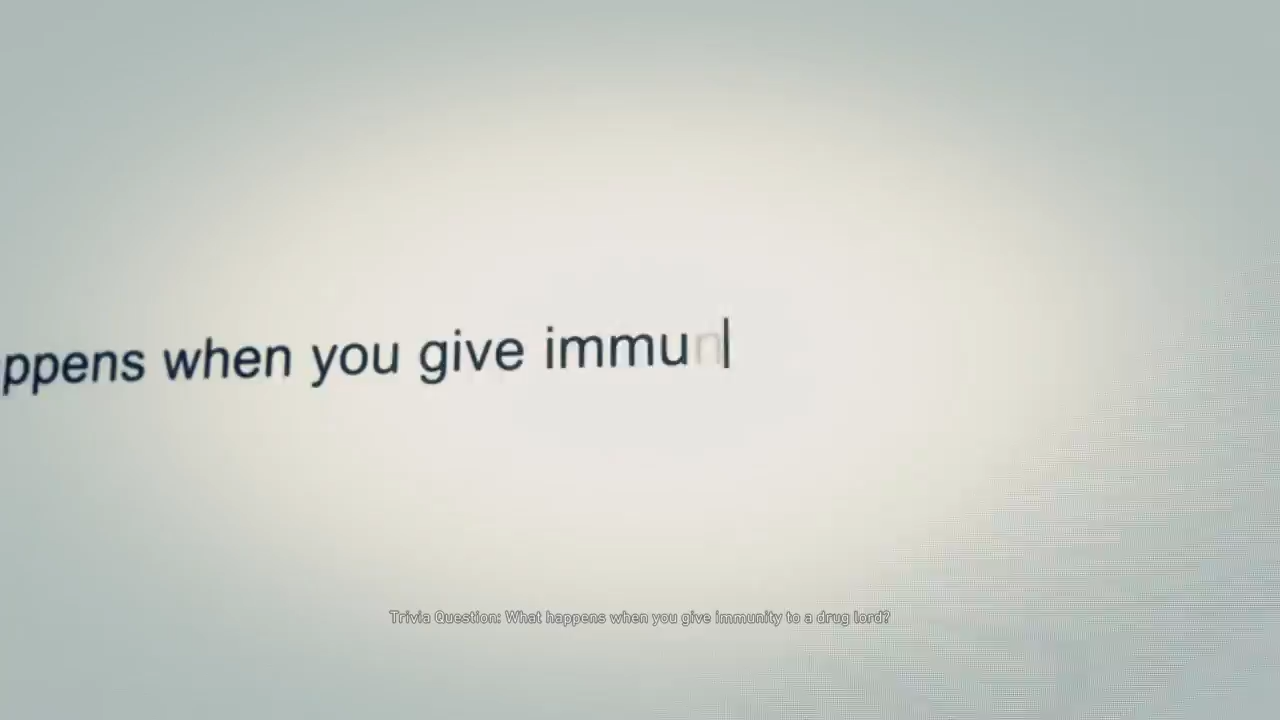 ppens when you give immun
Trivia Question: What happens when you give immunity to a drug lord?